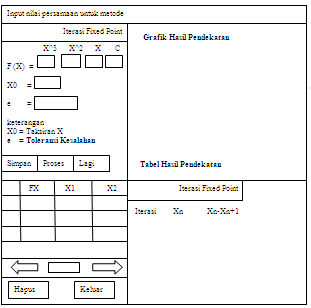 Input nilai persamaan untuk metode
Iterasi Fixed Point
X^3 X^2 X C
F (X) =
X0 =
e =
keterangan
X0 = Taksiran X
e = Toleransi Kesalahan
Simpan Proses Lagi
FX X1 X2
Hapus Keluar
Grafik Hasil Pendekatan
Tabel Hasil Pendekatan
Iterasi Fixed Point
Iterasi Xn Xn-Xn+1